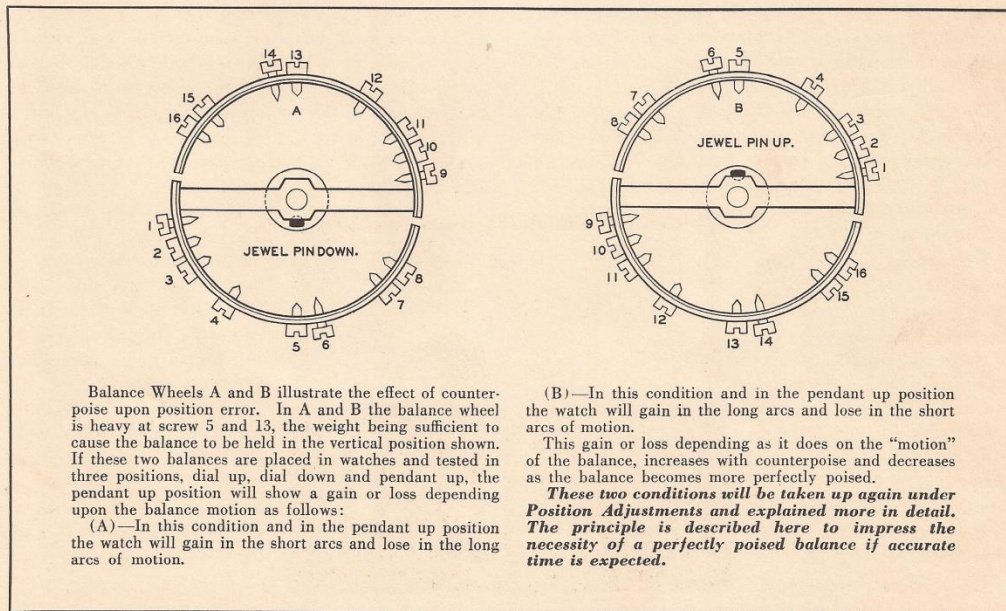 14 13
12
15
16
A
11
10
9
1
2
3
JEWEL PIN DOWN.
8
7
4
5
6
6 5
4
7
8
B
3
2
1
JEWEL PIN UP.
9
10
11
16
15
12
13
14
Balance Wheels A and B illustrate the effect of counter-
poise upon position error. In A and B the balance wheel
is heavy at screw 5 and 13, the weight being sufficient to
cause the balance to be held in the vertical position shown.
If these two balances are placed in watches and tested in
three positions, dial up, dial down and pendant up, the
pendant up position will show a gain or loss depending
upon the balance motion as follows:
(A)—In this condition and in the pendant up position
the watch will gain in the short arcs and lose in the long
arcs of motion.
(B)—In this condition and in the pendant up position
the watch will gain in the long arcs and lose in the short
arcs of motion.
This gain or loss depending as it does on the “motion”
of the balance, increases with counterpoise and decreases
as the balance becomes more perfectly poised.
These two conditions will be taken up again under
Position Adjustments and explained more in detail.
The principle is described here to impress the
necessity of a perfectly poised balance if accurate
time is expected.